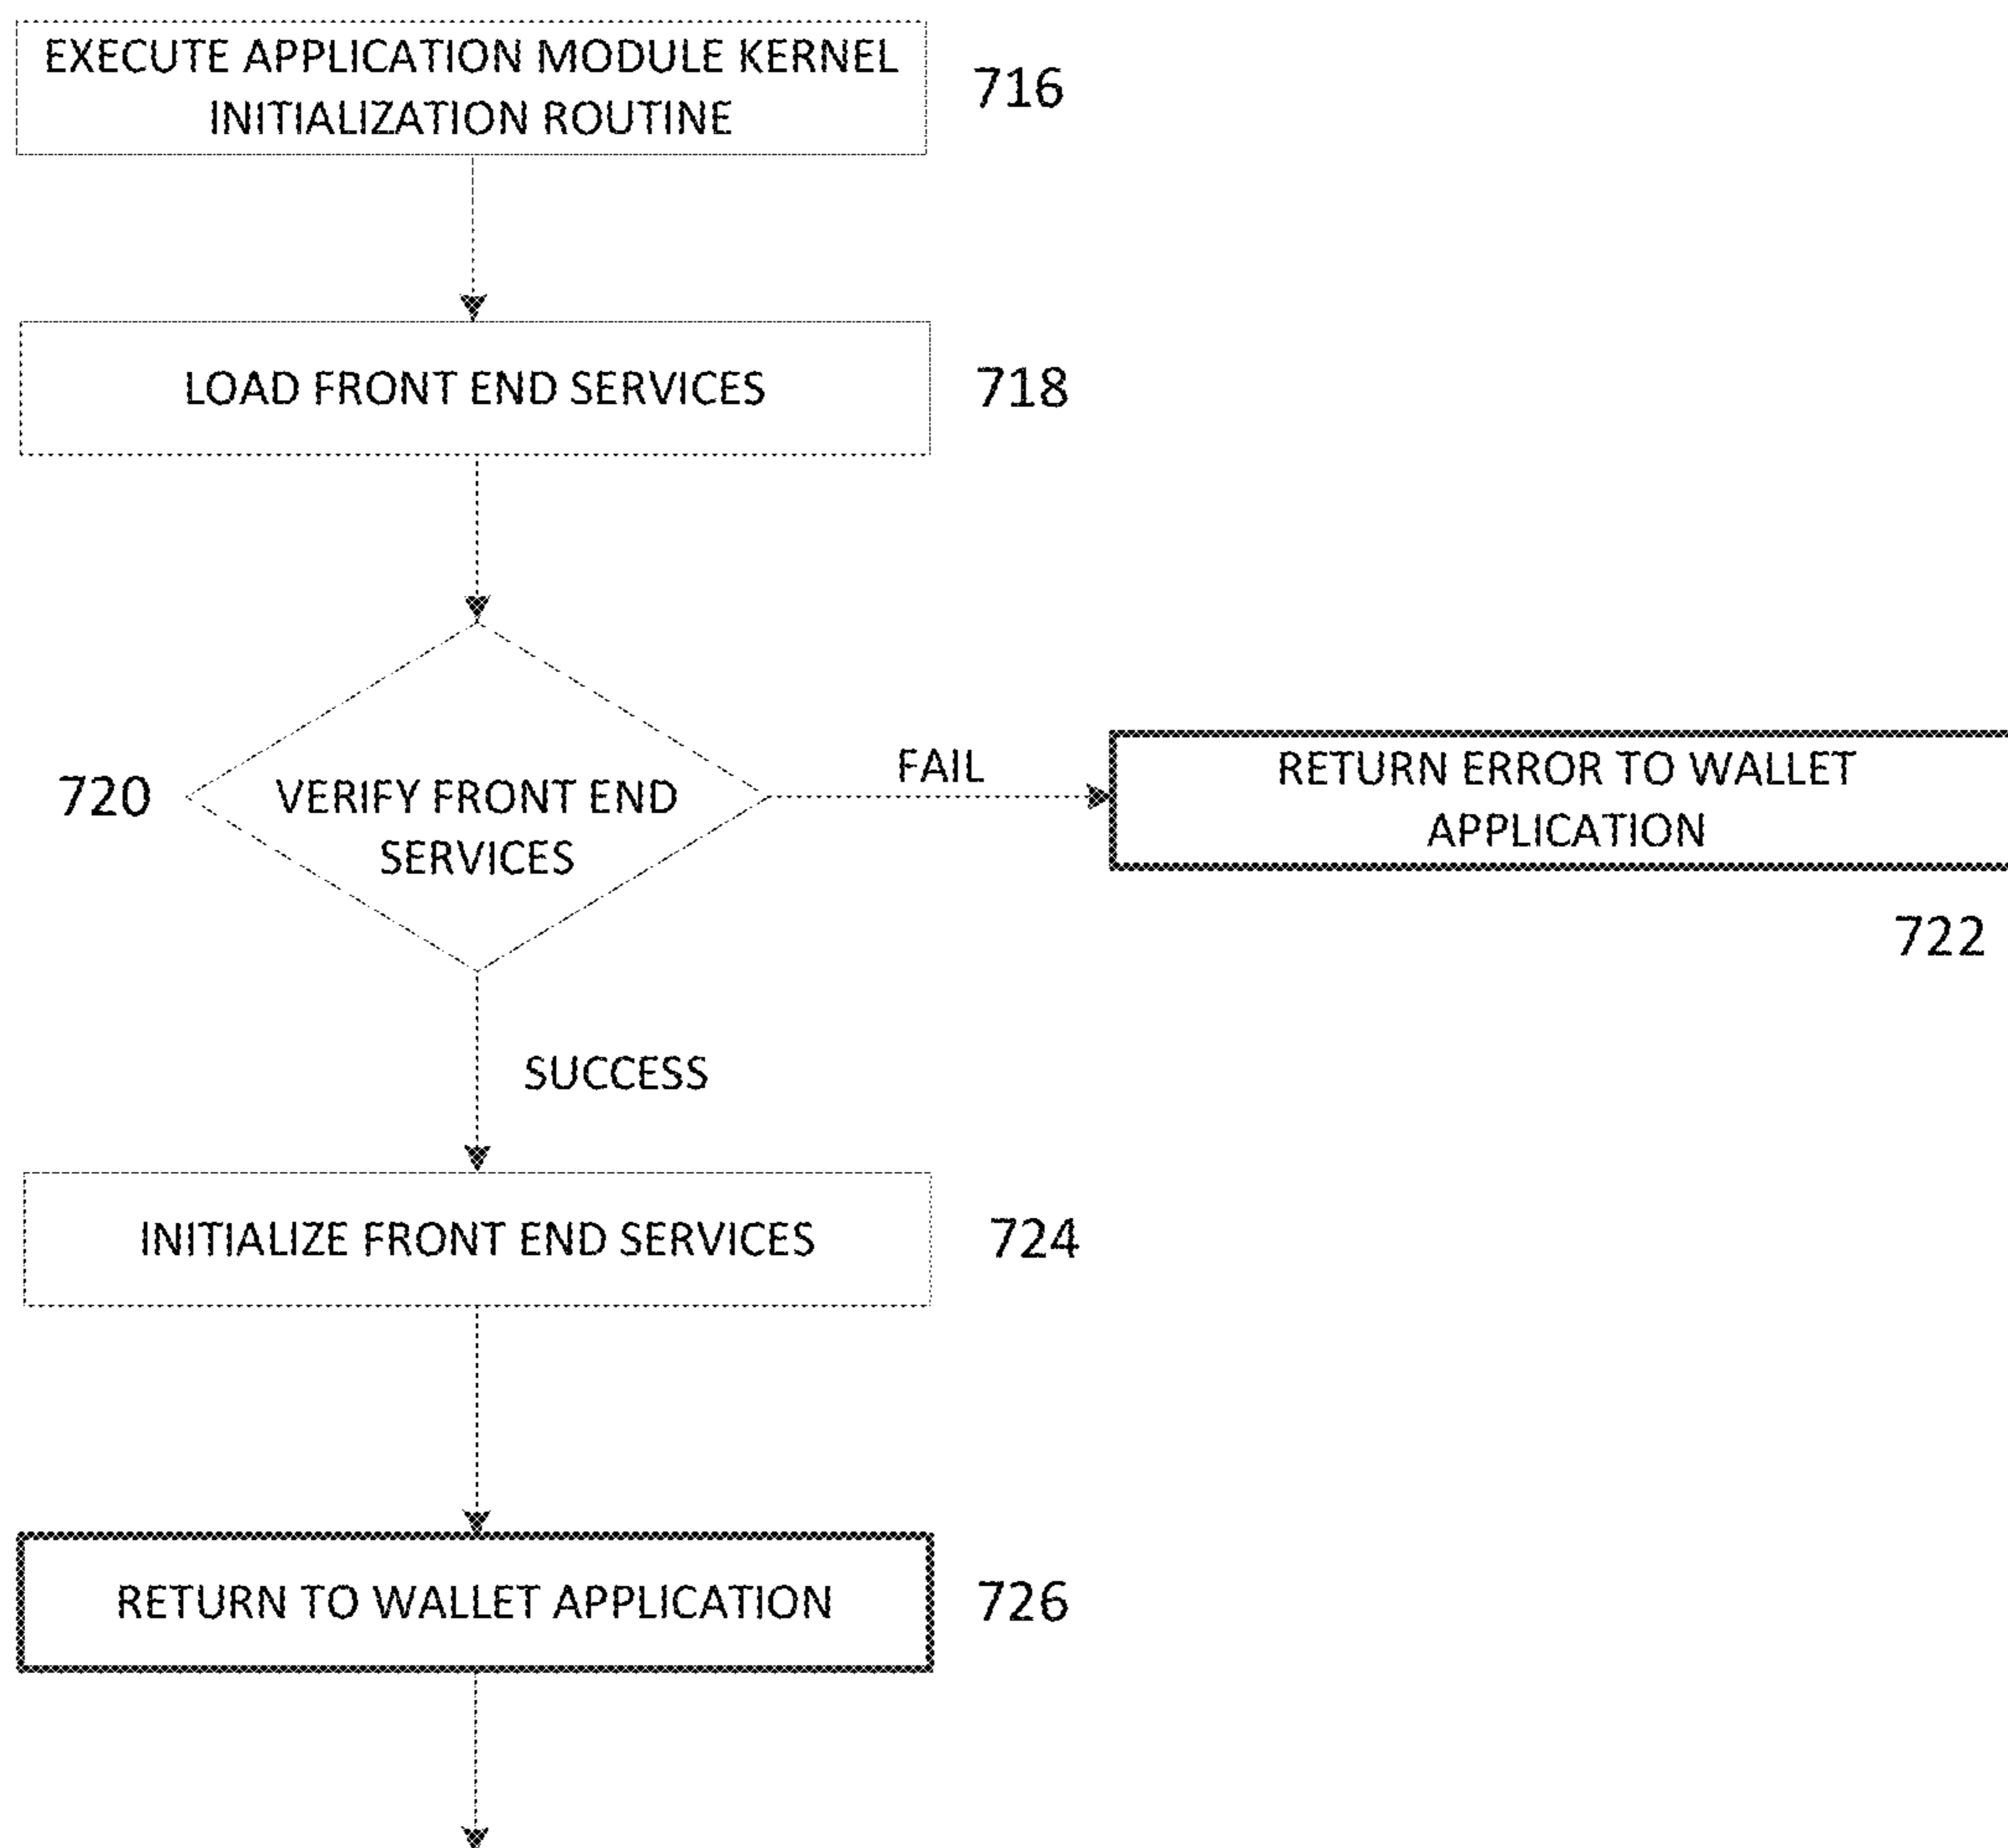 EXECUTE APPLICATION MODULE KERNEL
INITIALIZATION ROUTINE
716
LOAD FRONT END SERVICES
718
720
VERIFY FRONT END
SERVICES
FAIL
RETURN ERROR TO WALLET
APPLICATION
722
SUCCESS
INITIALIZE FRONT END SERVICES
724
RETURN TO WALLET APPLICATION
726